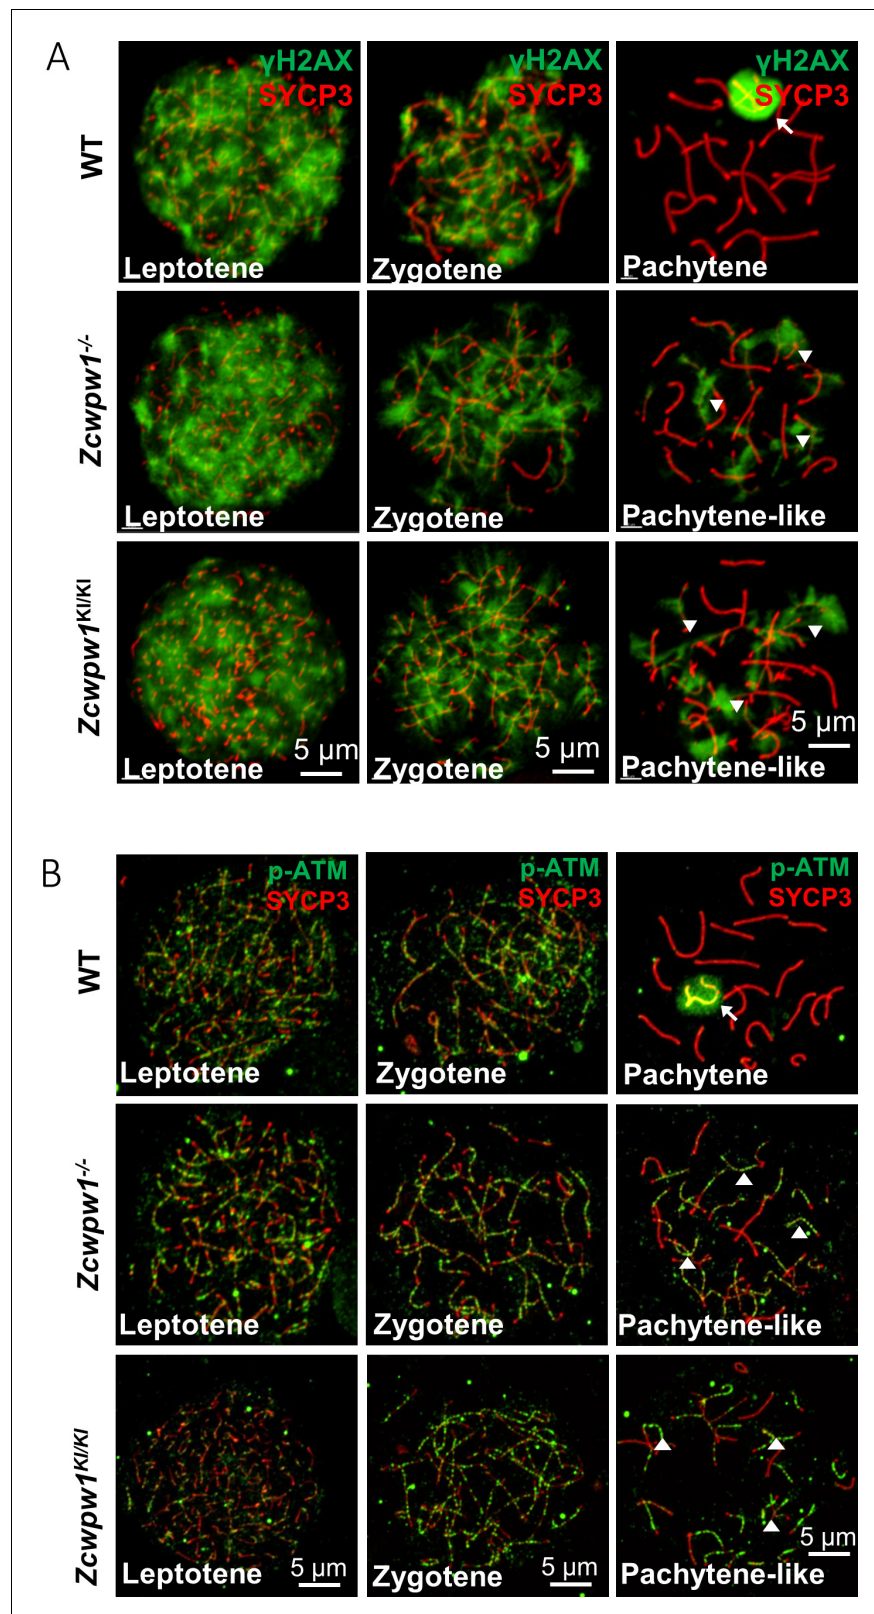 A
WT
γH2AX
SYCP3
Leptotene
γH2AX
SYCP3
Zygotene
γH2AX
SYCP3
Pachytene
Zcwpw1-/-
Leptotene
Zygotene
Pachytene-like
Zcwpw1KI/KI
5 µm
Leptotene
5 µm
Zygotene
5 µm
Pachytene-like
B
WT
p-ATM
SYCP3
Leptotene
p-ATM
SYCP3
Zygotene
p-ATM
SYCP3
Pachytene
Zcwpw1-/-
Leptotene
Zygotene
Pachytene-like
Zcwpw1KI/KI
5 µm
Leptotene
5 µm
Zygotene
5 µm
Pachytene-like